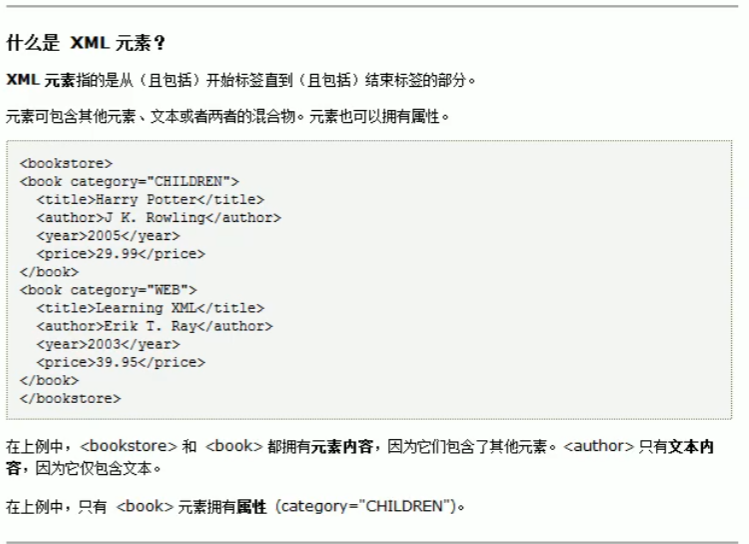 什么是 XML 元素？
XML 元素指的是从（且包括）开始标签直到（且包括）结束标签的部分。
元素可包含其他元素、文本或者两者的混合物。元素也可以拥有属性。
<bookstore>
<book category="CHILDREN">
  <title>Harry Potter</title>
  <author>J K. Rowling</author>
  <year>2005</year>
  <price>29.99</price>
</book>
<book category="WEB">
  <title>Learning XML</title>
  <author>Erik T. Ray</author>
  <year>2003</year>
  <price>39.95</price>
</book>
</bookstore>
在上例中，<bookstore> 和 <book> 都拥有元素内容，因为它们包含了其他元素。<author> 只有文本内
容，因为它仅包含文本。
在上例中，只有 <book> 元素拥有属性 (category="CHILDREN")。